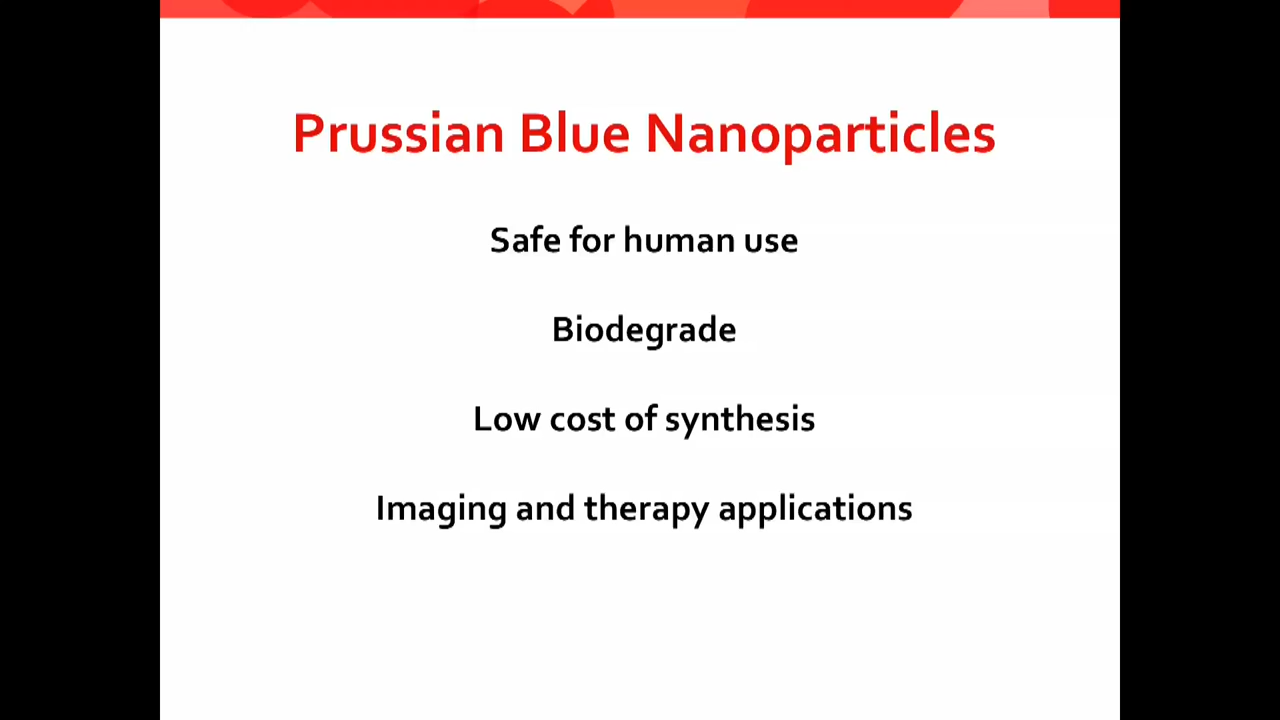 Prussian Blue Nanoparticles
Safe for human use
Biodegrade
Low cost of synthesis
Imaging and therapy applications